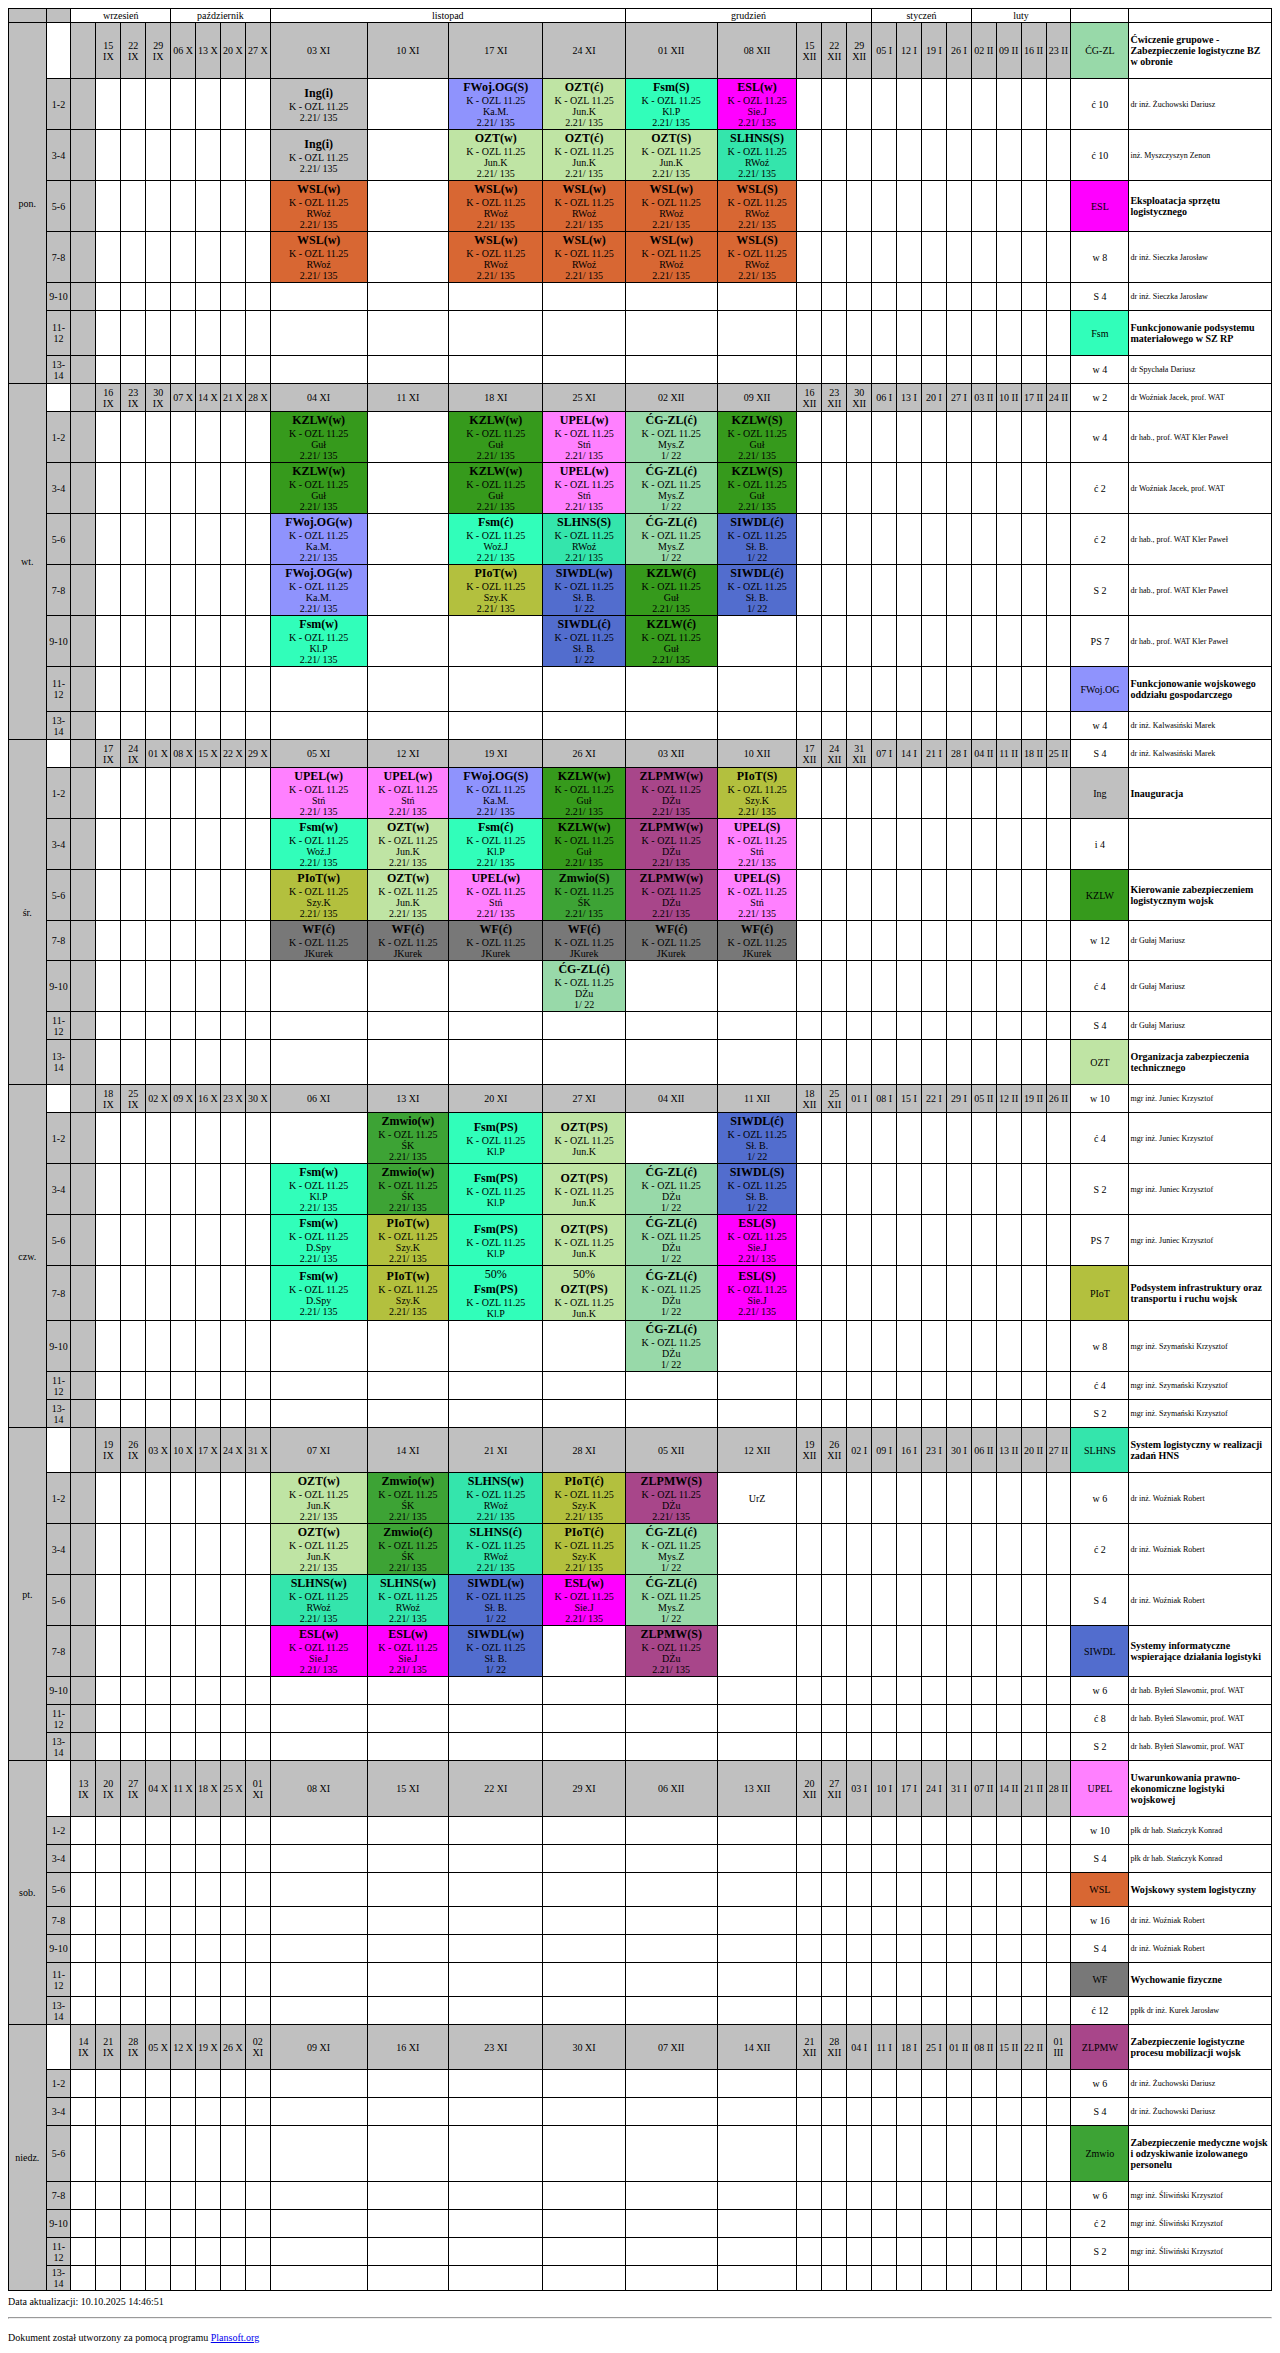 wrzesień październik listopad grudzień styczeń luty
pon.
15 IX 22 IX 29 IX 06 X 13 X 20 X 27 X 03 XI 10 XI 17 XI 24 XI 01 XII 08 XII 15 XII 22 XII 29 XII 05 I 12 I 19 I 26 I 02 II 09 II 16 II 23 II ĆG-ZL Ćwiczenie grupowe - Zabezpieczenie logistyczne BZ w obronie
1-2 Ing(i) FWoj.OG(S) OZT(ć) Fsm(S) ESL(w) ć 10 dr inż. Żuchowski Dariusz
K - OZL 11.25 K - OZL 11.25 K - OZL 11.25 K - OZL 11.25 K - OZL 11.25
Ka.M. Jun.K Kl.P Sie.J
2.21/ 135 2.21/ 135 2.21/ 135 2.21/ 135 2.21/ 135
3-4 Ing(i) OZT(w) OZT(ć) OZT(S) SLHNS(S) ć 10 inż. Myszczyszyn Zenon
K - OZL 11.25 K - OZL 11.25 K - OZL 11.25 K - OZL 11.25 K - OZL 11.25
Jun.K Jun.K Jun.K RWoź
2.21/ 135 2.21/ 135 2.21/ 135 2.21/ 135 2.21/ 135
5-6 WSL(w) WSL(w) WSL(w) WSL(w) WSL(S) ESL Eksploatacja sprzętu logistycznego
K - OZL 11.25 K - OZL 11.25 K - OZL 11.25 K - OZL 11.25 K - OZL 11.25
RWoź RWoź RWoź RWoź RWoź
2.21/ 135 2.21/ 135 2.21/ 135 2.21/ 135 2.21/ 135
7-8 WSL(w) WSL(w) WSL(w) WSL(w) WSL(S) w 8 dr inż. Sieczka Jarosław
K - OZL 11.25 K - OZL 11.25 K - OZL 11.25 K - OZL 11.25 K - OZL 11.25
RWoź RWoź RWoź RWoź RWoź
2.21/ 135 2.21/ 135 2.21/ 135 2.21/ 135 2.21/ 135
9-10 S 4 dr inż. Sieczka Jarosław
11-12 Fsm Funkcjonowanie podsystemu materiałowego w SZ RP
13-14 w 4 dr Spychała Dariusz
wt.
16 IX 23 IX 30 IX 07 X 14 X 21 X 28 X 04 XI 11 XI 18 XI 25 XI 02 XII 09 XII 16 XII 23 XII 30 XII 06 I 13 I 20 I 27 I 03 II 10 II 17 II 24 II w 2 dr Woźniak Jacek, prof. WAT
1-2 KZLW(w) KZLW(w) UPEL(w) ĆG-ZL(ć) KZLW(S) w 4 dr hab., prof. WAT Kler Paweł
K - OZL 11.25 K - OZL 11.25 K - OZL 11.25 K - OZL 11.25 K - OZL 11.25
Guł Guł Stń Mys.Z Guł
2.21/ 135 2.21/ 135 2.21/ 135 1/ 22 2.21/ 135
3-4 KZLW(w) KZLW(w) UPEL(w) ĆG-ZL(ć) KZLW(S) ć 2 dr Woźniak Jacek, prof. WAT
K - OZL 11.25 K - OZL 11.25 K - OZL 11.25 K - OZL 11.25 K - OZL 11.25
Guł Guł Stń Mys.Z Guł
2.21/ 135 2.21/ 135 2.21/ 135 1/ 22 2.21/ 135
5-6 FWoj.OG(w) Fsm(ć) SLHNS(S) ĆG-ZL(ć) SIWDL(ć) ć 2 dr hab., prof. WAT Kler Paweł
K - OZL 11.25 K - OZL 11.25 K - OZL 11.25 K - OZL 11.25 K - OZL 11.25
Ka.M. Woź.J RWoź Mys.Z Sł. B.
2.21/ 135 2.21/ 135 2.21/ 135 1/ 22 1/ 22
7-8 FWoj.OG(w) PIoT(w) SIWDL(w) KZLW(ć) SIWDL(ć) S 2 dr hab., prof. WAT Kler Paweł
K - OZL 11.25 K - OZL 11.25 K - OZL 11.25 K - OZL 11.25 K - OZL 11.25
Ka.M. Szy.K Sł. B. Guł Sł. B.
2.21/ 135 2.21/ 135 1/ 22 2.21/ 135 1/ 22
9-10 Fsm(w) SIWDL(ć) KZLW(ć) PS 7 dr hab., prof. WAT Kler Paweł
K - OZL 11.25 K - OZL 11.25 K - OZL 11.25
Kl.P Sł. B. Guł
2.21/ 135 1/ 22 2.21/ 135
11-12 FWoj.OG Funkcjonowanie wojskowego oddziału gospodarczego
13-14 w 4 dr inż. Kalwasiński Marek
śr.
17 IX 24 IX 01 X 08 X 15 X 22 X 29 X 05 XI 12 XI 19 XI 26 XI 03 XII 10 XII 17 XII 24 XII 31 XII 07 I 14 I 21 I 28 I 04 II 11 II 18 II 25 II S 4 dr inż. Kalwasiński Marek
1-2 UPEL(w) UPEL(w) FWoj.OG(S) KZLW(w) ZLPMW(w) PIoT(S) Ing Inauguracja
K - OZL 11.25 K - OZL 11.25 K - OZL 11.25 K - OZL 11.25 K - OZL 11.25 K - OZL 11.25
Stń Stń Ka.M. Guł DŻu Szy.K
2.21/ 135 2.21/ 135 2.21/ 135 2.21/ 135 2.21/ 135 2.21/ 135
3-4 Fsm(w) OZT(w) Fsm(ć) KZLW(w) ZLPMW(w) UPEL(S) i 4
K - OZL 11.25 K - OZL 11.25 K - OZL 11.25 K - OZL 11.25 K - OZL 11.25 K - OZL 11.25
Woź.J Jun.K Kl.P Guł DŻu Stń
2.21/ 135 2.21/ 135 2.21/ 135 2.21/ 135 2.21/ 135 2.21/ 135
5-6 PIoT(w) OZT(w) UPEL(w) Zmwio(S) ZLPMW(w) UPEL(S) KZLW Kierowanie zabezpieczeniem logistycznym wojsk
K - OZL 11.25 K - OZL 11.25 K - OZL 11.25 K - OZL 11.25 K - OZL 11.25 K - OZL 11.25
Szy.K Jun.K Stń ŚK DŻu Stń
2.21/ 135 2.21/ 135 2.21/ 135 2.21/ 135 2.21/ 135 2.21/ 135
7-8 WF(ć) WF(ć) WF(ć) WF(ć) WF(ć) WF(ć) w 12 dr Gułaj Mariusz
K - OZL 11.25 K - OZL 11.25 K - OZL 11.25 K - OZL 11.25 K - OZL 11.25 K - OZL 11.25
JKurek JKurek JKurek JKurek JKurek JKurek
9-10 ĆG-ZL(ć) ć 4 dr Gułaj Mariusz
K - OZL 11.25
DŻu
1/ 22
11-12 S 4 dr Gułaj Mariusz
13-14 OZT Organizacja zabezpieczenia technicznego
czw.
18 IX 25 IX 02 X 09 X 16 X 23 X 30 X 06 XI 13 XI 20 XI 27 XI 04 XII 11 XII 18 XII 25 XII 01 I 08 I 15 I 22 I 29 I 05 II 12 II 19 II 26 II w 10 mgr inż. Juniec Krzysztof
1-2 Zmwio(w) Fsm(PS) OZT(PS) SIWDL(ć) ć 4 mgr inż. Juniec Krzysztof
K - OZL 11.25 K - OZL 11.25 K - OZL 11.25 K - OZL 11.25
ŚK Kl.P Jun.K Sł. B.
2.21/ 135 1/ 22
3-4 Fsm(w) Zmwio(w) Fsm(PS) OZT(PS) ĆG-ZL(ć) SIWDL(S) S 2 mgr inż. Juniec Krzysztof
K - OZL 11.25 K - OZL 11.25 K - OZL 11.25 K - OZL 11.25 K - OZL 11.25 K - OZL 11.25
Kl.P ŚK Kl.P Jun.K DŻu Sł. B.
2.21/ 135 2.21/ 135 1/ 22 1/ 22
5-6 Fsm(w) PIoT(w) Fsm(PS) OZT(PS) ĆG-ZL(ć) ESL(S) PS 7 mgr inż. Juniec Krzysztof
K - OZL 11.25 K - OZL 11.25 K - OZL 11.25 K - OZL 11.25 K - OZL 11.25 K - OZL 11.25
D.Spy Szy.K Kl.P Jun.K DŻu Sie.J
2.21/ 135 2.21/ 135 1/ 22 2.21/ 135
7-8 Fsm(w) PIoT(w) 50% Fsm(PS) 50% OZT(PS) ĆG-ZL(ć) ESL(S) PIoT Podsystem infrastruktury oraz transportu i ruchu wojsk
K - OZL 11.25 K - OZL 11.25 K - OZL 11.25 K - OZL 11.25 K - OZL 11.25 K - OZL 11.25
D.Spy Szy.K Kl.P Jun.K DŻu Sie.J
2.21/ 135 2.21/ 135 1/ 22 2.21/ 135
9-10 ĆG-ZL(ć) w 8 mgr inż. Szymański Krzysztof
K - OZL 11.25
DŻu
1/ 22
11-12 ć 4 mgr inż. Szymański Krzysztof
13-14 S 2 mgr inż. Szymański Krzysztof
pt.
19 IX 26 IX 03 X 10 X 17 X 24 X 31 X 07 XI 14 XI 21 XI 28 XI 05 XII 12 XII 19 XII 26 XII 02 I 09 I 16 I 23 I 30 I 06 II 13 II 20 II 27 II SLHNS System logistyczny w realizacji zadań HNS
1-2 OZT(w) Zmwio(w) SLHNS(w) PIoT(ć) ZLPMW(S) UrZ w 6 dr inż. Woźniak Robert
K - OZL 11.25 K - OZL 11.25 K - OZL 11.25 K - OZL 11.25 K - OZL 11.25
Jun.K ŚK RWoź Szy.K DŻu
2.21/ 135 2.21/ 135 2.21/ 135 2.21/ 135 2.21/ 135
3-4 OZT(w) Zmwio(ć) SLHNS(ć) PIoT(ć) ĆG-ZL(ć) ć 2 dr inż. Woźniak Robert
K - OZL 11.25 K - OZL 11.25 K - OZL 11.25 K - OZL 11.25 K - OZL 11.25
Jun.K ŚK RWoź Szy.K Mys.Z
2.21/ 135 2.21/ 135 2.21/ 135 2.21/ 135 1/ 22
5-6 SLHNS(w) SLHNS(w) SIWDL(w) ESL(w) ĆG-ZL(ć) S 4 dr inż. Woźniak Robert
K - OZL 11.25 K - OZL 11.25 K - OZL 11.25 K - OZL 11.25 K - OZL 11.25
RWoź RWoź Sł. B. Sie.J Mys.Z
2.21/ 135 2.21/ 135 1/ 22 2.21/ 135 1/ 22
7-8 ESL(w) ESL(w) SIWDL(w) ZLPMW(S) SIWDL Systemy informatyczne wspierające działania logistyki
K - OZL 11.25 K - OZL 11.25 K - OZL 11.25 K - OZL 11.25
Sie.J Sie.J Sł. B. DŻu
2.21/ 135 2.21/ 135 1/ 22 2.21/ 135
9-10 w 6 dr hab. Byłeń Slawomir, prof. WAT
11-12 ć 8 dr hab. Byłeń Slawomir, prof. WAT
13-14 S 2 dr hab. Byłeń Slawomir, prof. WAT
sob.
13 IX 20 IX 27 IX 04 X 11 X 18 X 25 X 01 XI 08 XI 15 XI 22 XI 29 XI 06 XII 13 XII 20 XII 27 XII 03 I 10 I 17 I 24 I 31 I 07 II 14 II 21 II 28 II UPEL Uwarunkowania prawno-ekonomiczne logistyki wojskowej
1-2 w 10 płk dr hab. Stańczyk Konrad
3-4 S 4 płk dr hab. Stańczyk Konrad
5-6 WSL Wojskowy system logistyczny
7-8 w 16 dr inż. Woźniak Robert
9-10 S 4 dr inż. Woźniak Robert
11-12 WF Wychowanie fizyczne
13-14 ć 12 ppłk dr inż. Kurek Jarosław
niedz.
14 IX 21 IX 28 IX 05 X 12 X 19 X 26 X 02 XI 09 XI 16 XI 23 XI 30 XI 07 XII 14 XII 21 XII 28 XII 04 I 11 I 18 I 25 I 01 II 08 II 15 II 22 II 01 III ZLPMW Zabezpieczenie logistyczne procesu mobilizacji wojsk
1-2 w 6 dr inż. Żuchowski Dariusz
3-4 S 4 dr inż. Żuchowski Dariusz
5-6 Zmwio Zabezpieczenie medyczne wojsk i odzyskiwanie izolowanego personelu
7-8 w 6 mgr inż. Śliwiński Krzysztof
9-10 ć 2 mgr inż. Śliwiński Krzysztof
11-12 S 2 mgr inż. Śliwiński Krzysztof
13-14
Data aktualizacji: 10.10.2025 14:46:51
Dokument został utworzony za pomocą programu Plansoft.org